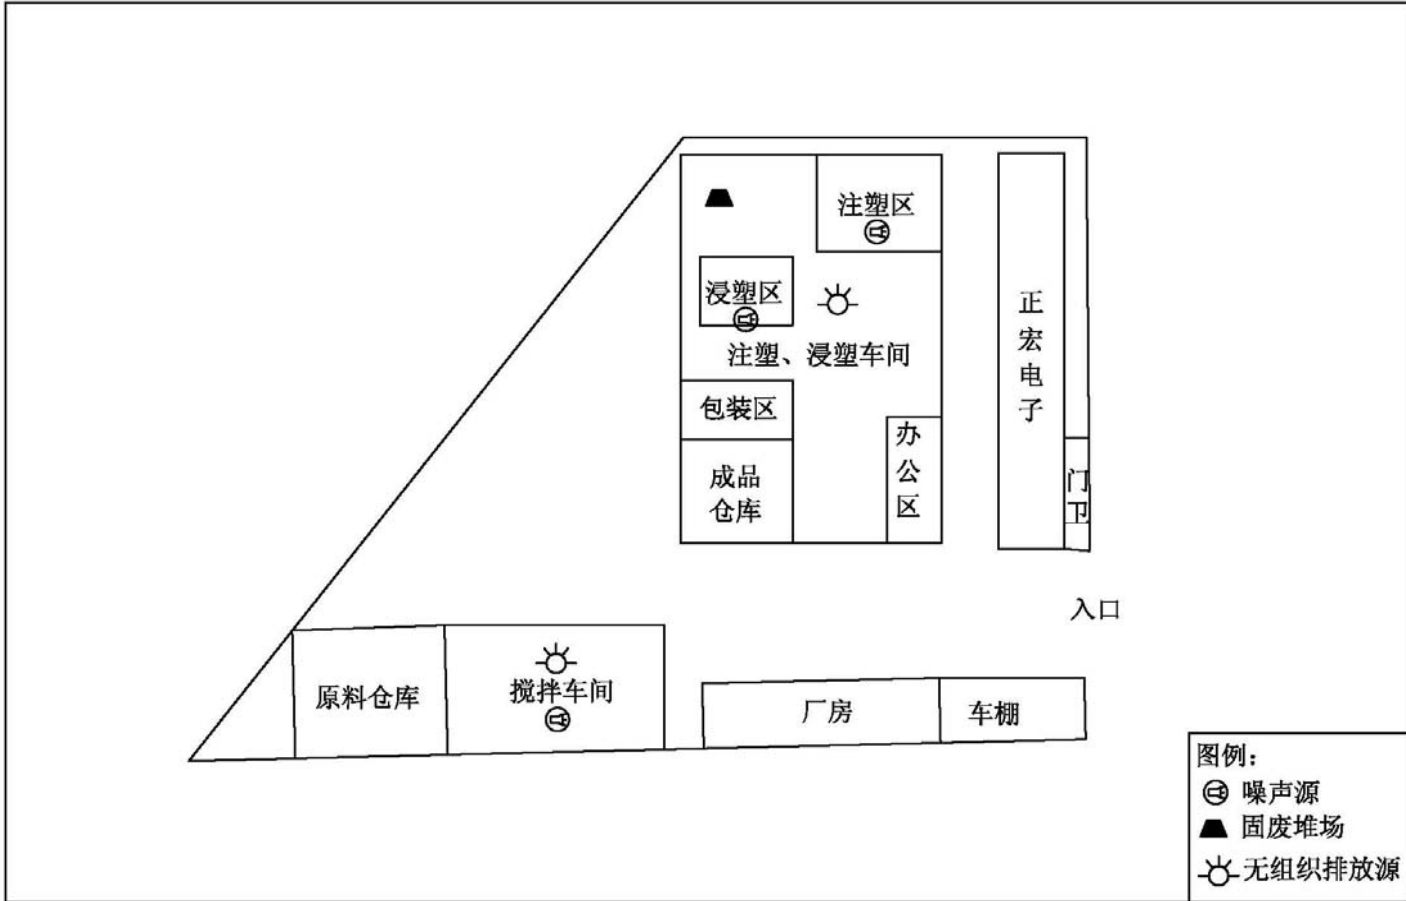 注塑区
浸塑区
注塑、浸塑车间
包装区
成品
仓库
办
公
区
正
宏
电
子
门
卫
入口
原料仓库
搅拌车间
厂房
车棚
图例：
噪声源
固废堆场
无组织排放源